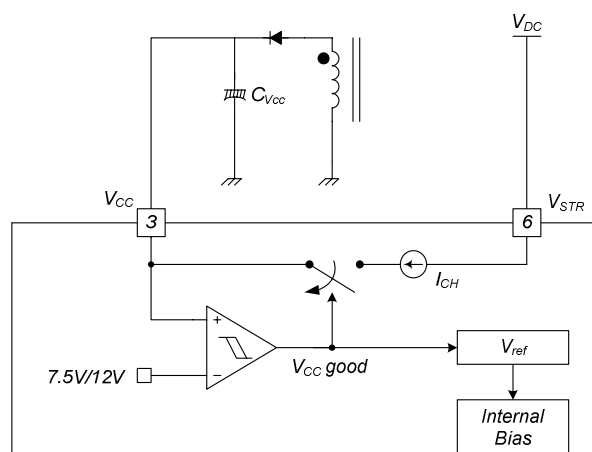 V_DC
C_Vcc
V_CC
3
6
V_STR
I_CH
+
7.5V/12V
−
V_CC good
V_ref
Internal
Bias